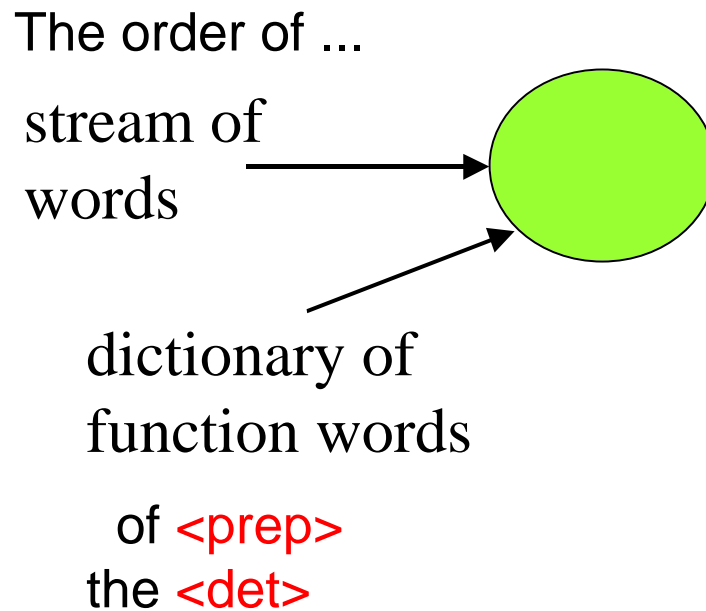 The order of ...
stream of
words
dictionary of
function words
of <prep>
the <det>